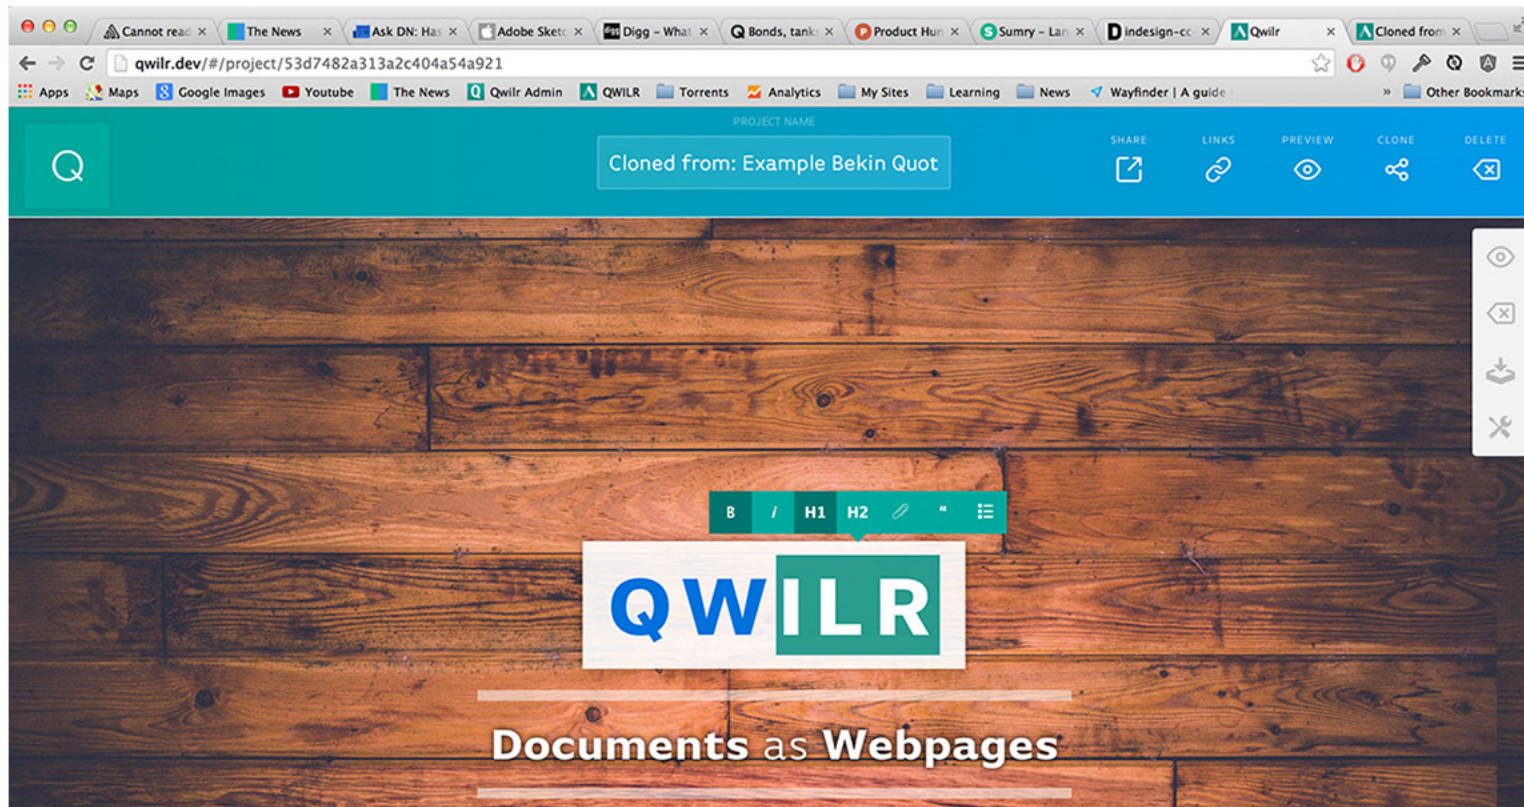 Cannot read
The News
Ask DN: Has
Adobe Sketc
Digg – What
Bonds, tank
Product Hun
Sumry – Lan
indesign-cc
Qwilr
Cloned from
qwilr.dev/#/project/53d7482a313a2c404a54a921
Apps Maps Google Images Youtube The News Qwilr Admin QWILR Torrents Analytics My Sites Learning News Wayfinder | A guide » Other Bookmarks
PROJECT NAME
Q
Cloned from: Example Bekin Quot
SHARE LINKS PREVIEW CLONE DELETE
B i H1 H2 “
QWILR
Documents as Webpages